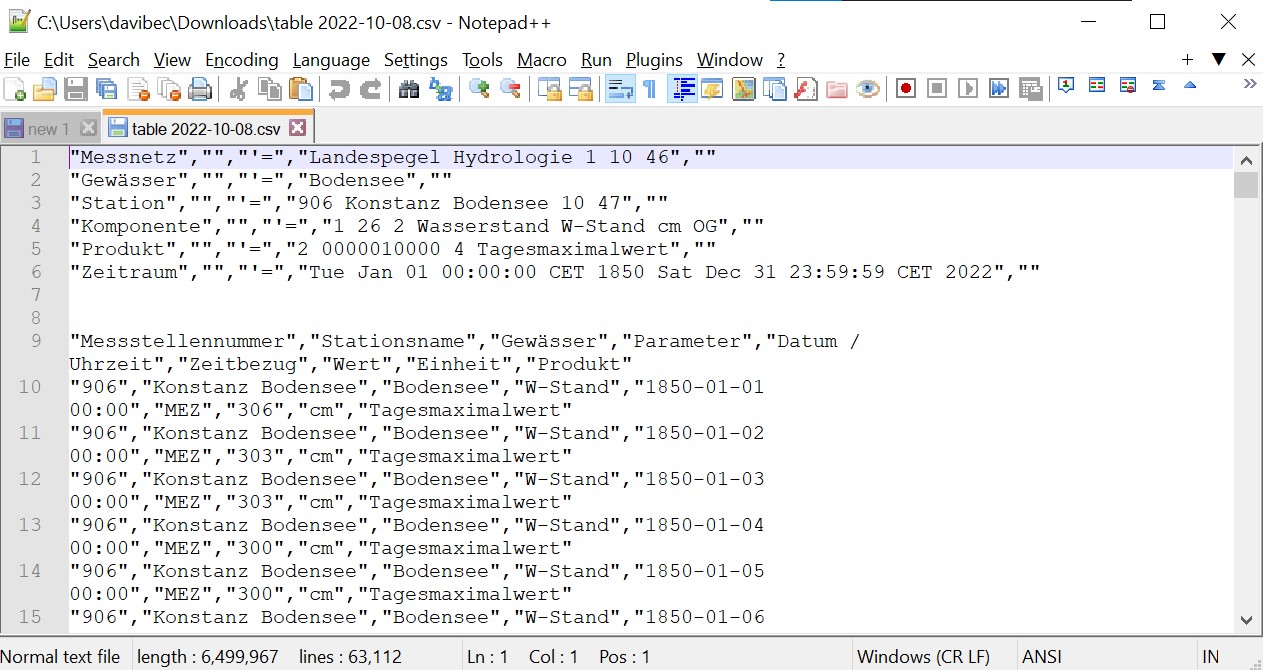 C:\Users\davibec\Downloads\table 2022-10-08.csv - Notepad++
File Edit Search View Encoding Language Settings Tools Macro Run Plugins Window ?
new 1 table 2022-10-08.csv
1 "Messnetz","","'=","Landespegel Hydrologie 1 10 46",""
2 "Gewässer","","'=","Bodensee",""
3 "Station","","'=","906 Konstanz Bodensee 10 47",""
4 "Komponente","","'=","1 26 2 Wasserstand W-Stand cm OG",""
5 "Produkt","","'=","2 0000010000 4 Tagesmaximalwert",""
6 "Zeitraum","","'=","Tue Jan 01 00:00:00 CET 1850 Sat Dec 31 23:59:59 CET 2022",""
7
8
9 "Messstellennummer","Stationsname","Gewässer","Parameter","Datum /
Uhrzeit","Zeitbezug","Wert","Einheit","Produkt"
10 "906","Konstanz Bodensee","Bodensee","W-Stand","1850-01-01
00:00","MEZ","306","cm","Tagesmaximalwert"
11 "906","Konstanz Bodensee","Bodensee","W-Stand","1850-01-02
00:00","MEZ","303","cm","Tagesmaximalwert"
12 "906","Konstanz Bodensee","Bodensee","W-Stand","1850-01-03
00:00","MEZ","303","cm","Tagesmaximalwert"
13 "906","Konstanz Bodensee","Bodensee","W-Stand","1850-01-04
00:00","MEZ","300","cm","Tagesmaximalwert"
14 "906","Konstanz Bodensee","Bodensee","W-Stand","1850-01-05
00:00","MEZ","300","cm","Tagesmaximalwert"
15 "906","Konstanz Bodensee","Bodensee","W-Stand","1850-01-06
Normal text file length : 6,499,967 lines : 63,112 Ln : 1 Col : 1 Pos : 1 Windows (CR LF) ANSI IN